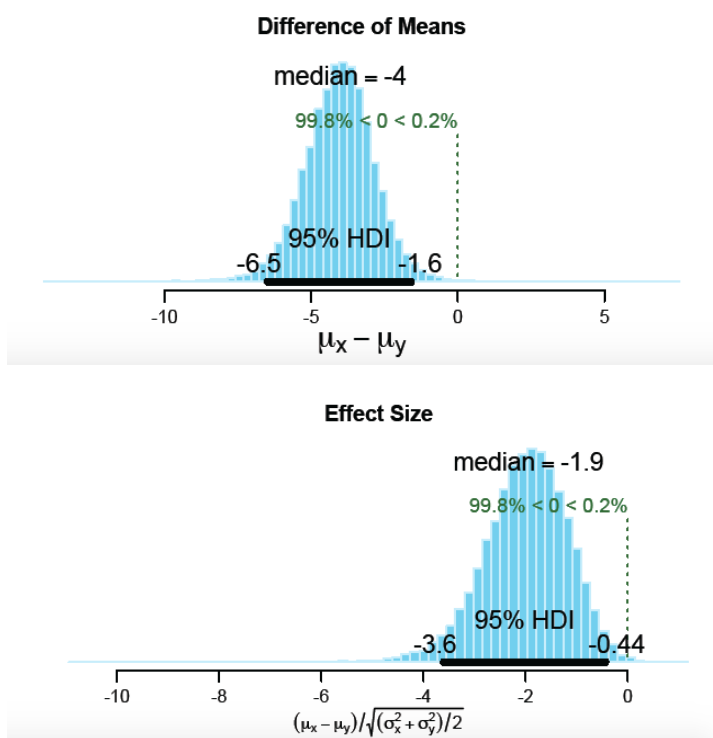 Difference of Means
median = -4
99.8% < 0 < 0.2%
95% HDI
-6.5 -1.6
-10 -5 0 5
μx − μy
Effect Size
median = -1.9
99.8% < 0 < 0.2%
95% HDI
-3.6 -0.44
-10 -8 -6 -4 -2 0
(μx − μy)/√(σx² + σy²)/2